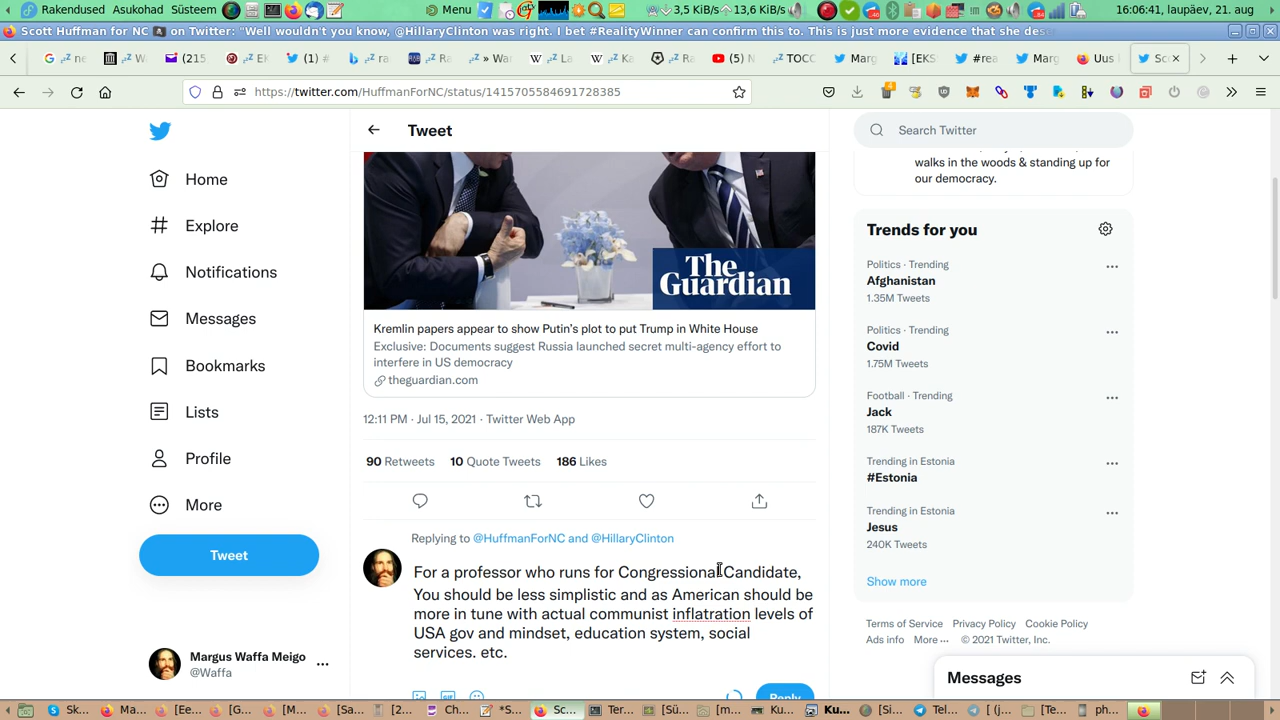 Rakendused Asukohad Süsteem Menu 3,5 KiB/s 13,6 KiB/s 16:06:41, laupäev, 21. aug
Scott Huffman for NC on Twitter: "Well wouldn't you know, @HillaryClinton was right. I bet #RealityWinner can confirm this to. This is just more evidence that she des
https://twitter.com/HuffmanForNC/status/1415705584691728385
Home
Explore
Notifications
Messages
Bookmarks
Lists
Profile
More
Tweet
Margus Waffa Meigo
@Waffa
Tweet
The
Guardian
Kremlin papers appear to show Putin's plot to put Trump in White House
Exclusive: Documents suggest Russia launched secret multi-agency effort to
interfere in US democracy
theguardian.com
12:11 PM · Jul 15, 2021 · Twitter Web App
90 Retweets 10 Quote Tweets 186 Likes
Replying to @HuffmanForNC and @HillaryClinton
For a professor who runs for Congressional Candidate,
You should be less simplistic and as American should be
more in tune with actual communist inflatration levels of
USA gov and mindset, education system, social
services. etc.
Reply
Search Twitter
walks in the woods & standing up for
our democracy.
Trends for you
Politics · Trending
Afghanistan
1.35M Tweets
Politics · Trending
Covid
1.75M Tweets
Football · Trending
Jack
187K Tweets
Trending in Estonia
#Estonia
Trending in Estonia
Jesus
240K Tweets
Show more
Terms of Service Privacy Policy Cookie Policy
Ads info More ··· © 2021 Twitter, Inc.
Messages